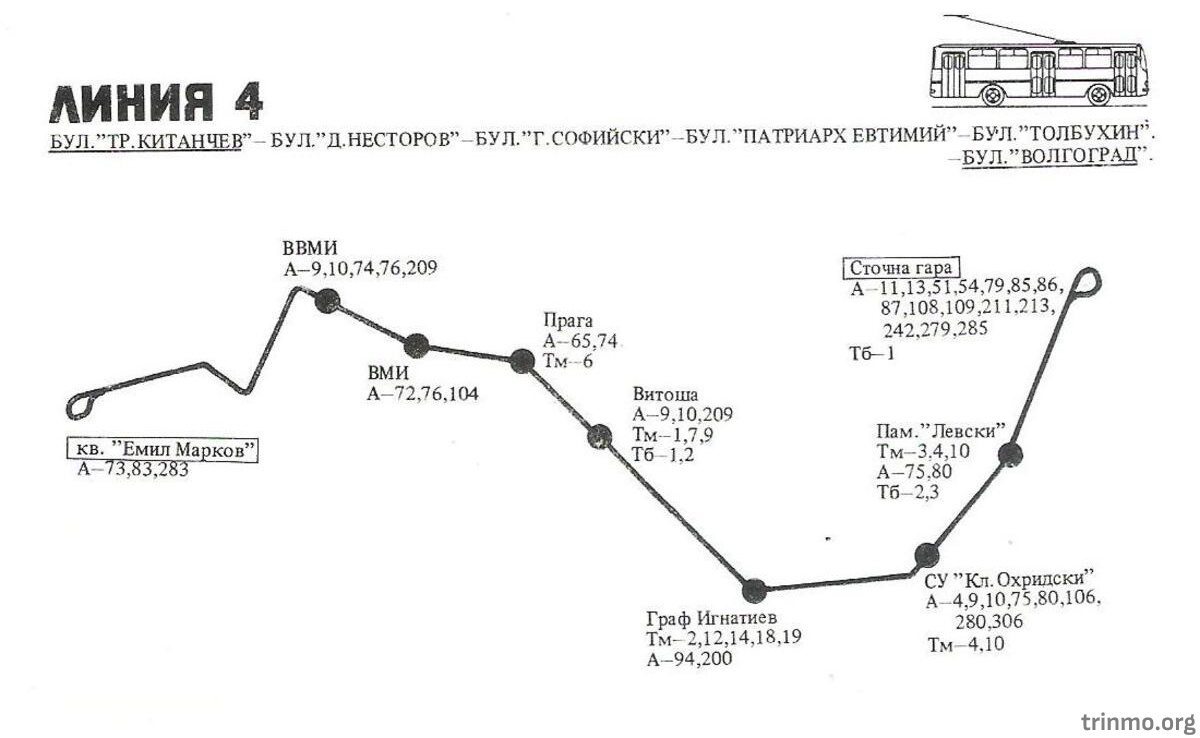 ЛИНИЯ 4
БУЛ."ТР.КИТАНЧЕВ"–БУЛ."Д.НЕСТОРОВ"–БУЛ."Г.СОФИЙСКИ"–БУЛ."ПАТРИАРХ ЕВТИМИЙ"–БУЛ."ТОЛБУХИН".
–БУЛ."ВОЛГОГРАД".
ВВМИ
А–9,10,74,76,209
Сточна гара
А–11,13,51,54,79,85,86,
87,108,109,211,213,
242,279,285
Тб–1
Прага
А–65,74
Тм–6
ВМИ
А–72,76,104
Витоша
А–9,10,209
Тм–1,7,9
Тб–1,2
кв. "Емил Марков"
А–73,83,283
Пам."Левски"
Тм–3,4,10
А–75,80
Тб–2,3
СУ "Кл. Охридски"
А–4,9,10,75,80,106,
280,306
Тм–4,10
Граф Игнатиев
Тм–2,12,14,18,19
А–94,200
trinmo.org